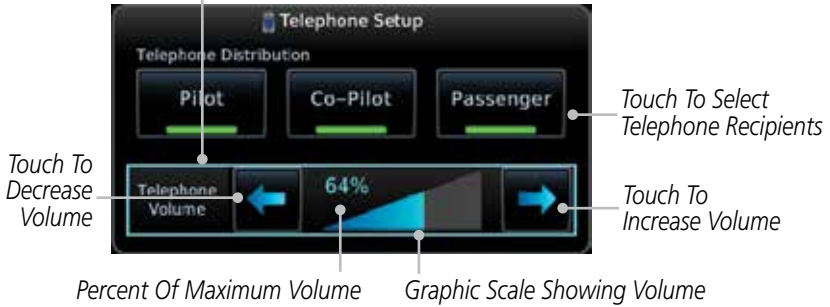 Telephone Setup
Telephone Distribution
Pilot
Co-Pilot
Passenger
Touch To Select
Telephone Recipients
Touch To
Decrease
Volume
Telephone
Volume
64%
Touch To
Increase Volume
Percent Of Maximum Volume
Graphic Scale Showing Volume